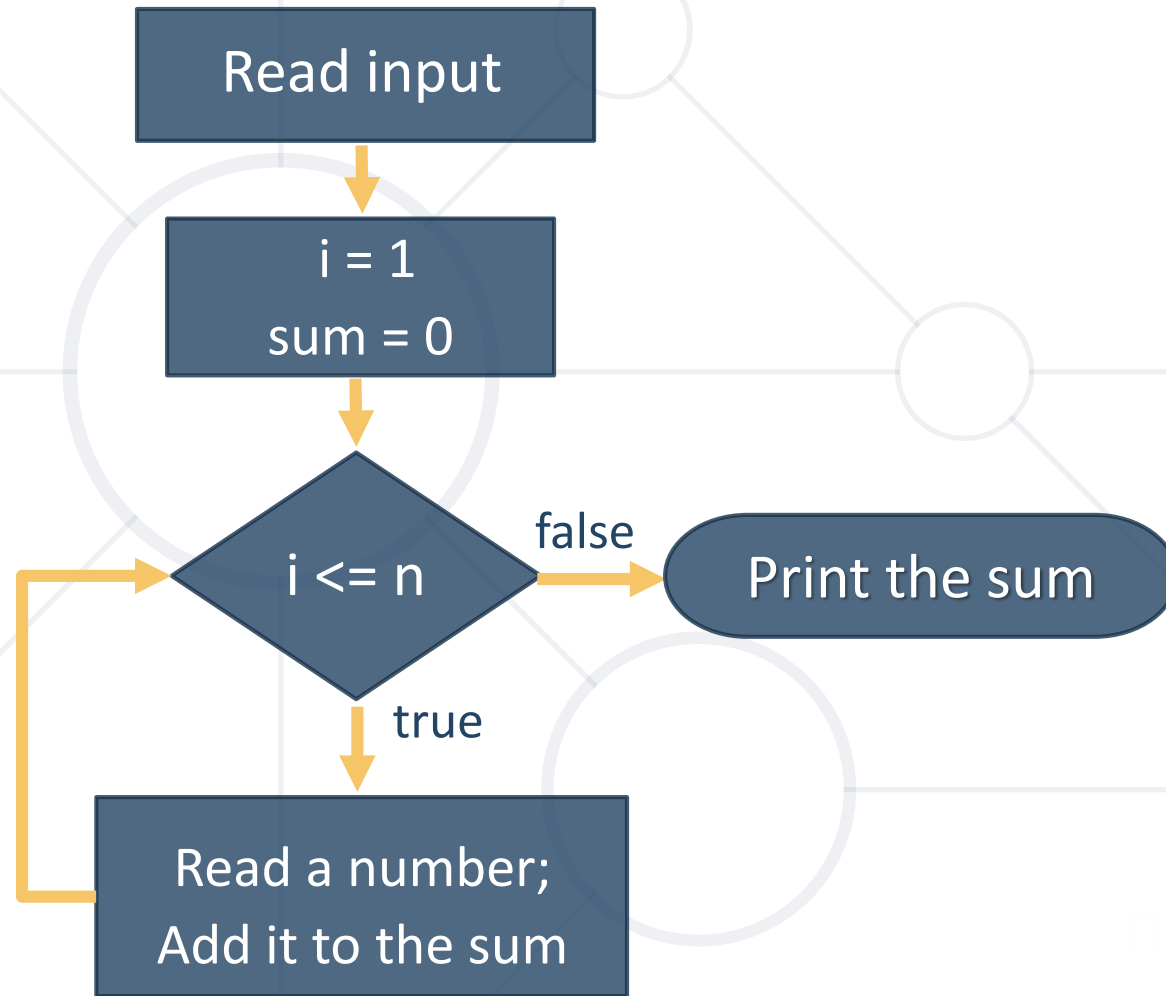 Read input
i = 1
sum = 0
i <= n
false
Print the sum
true
Read a number;
Add it to the sum